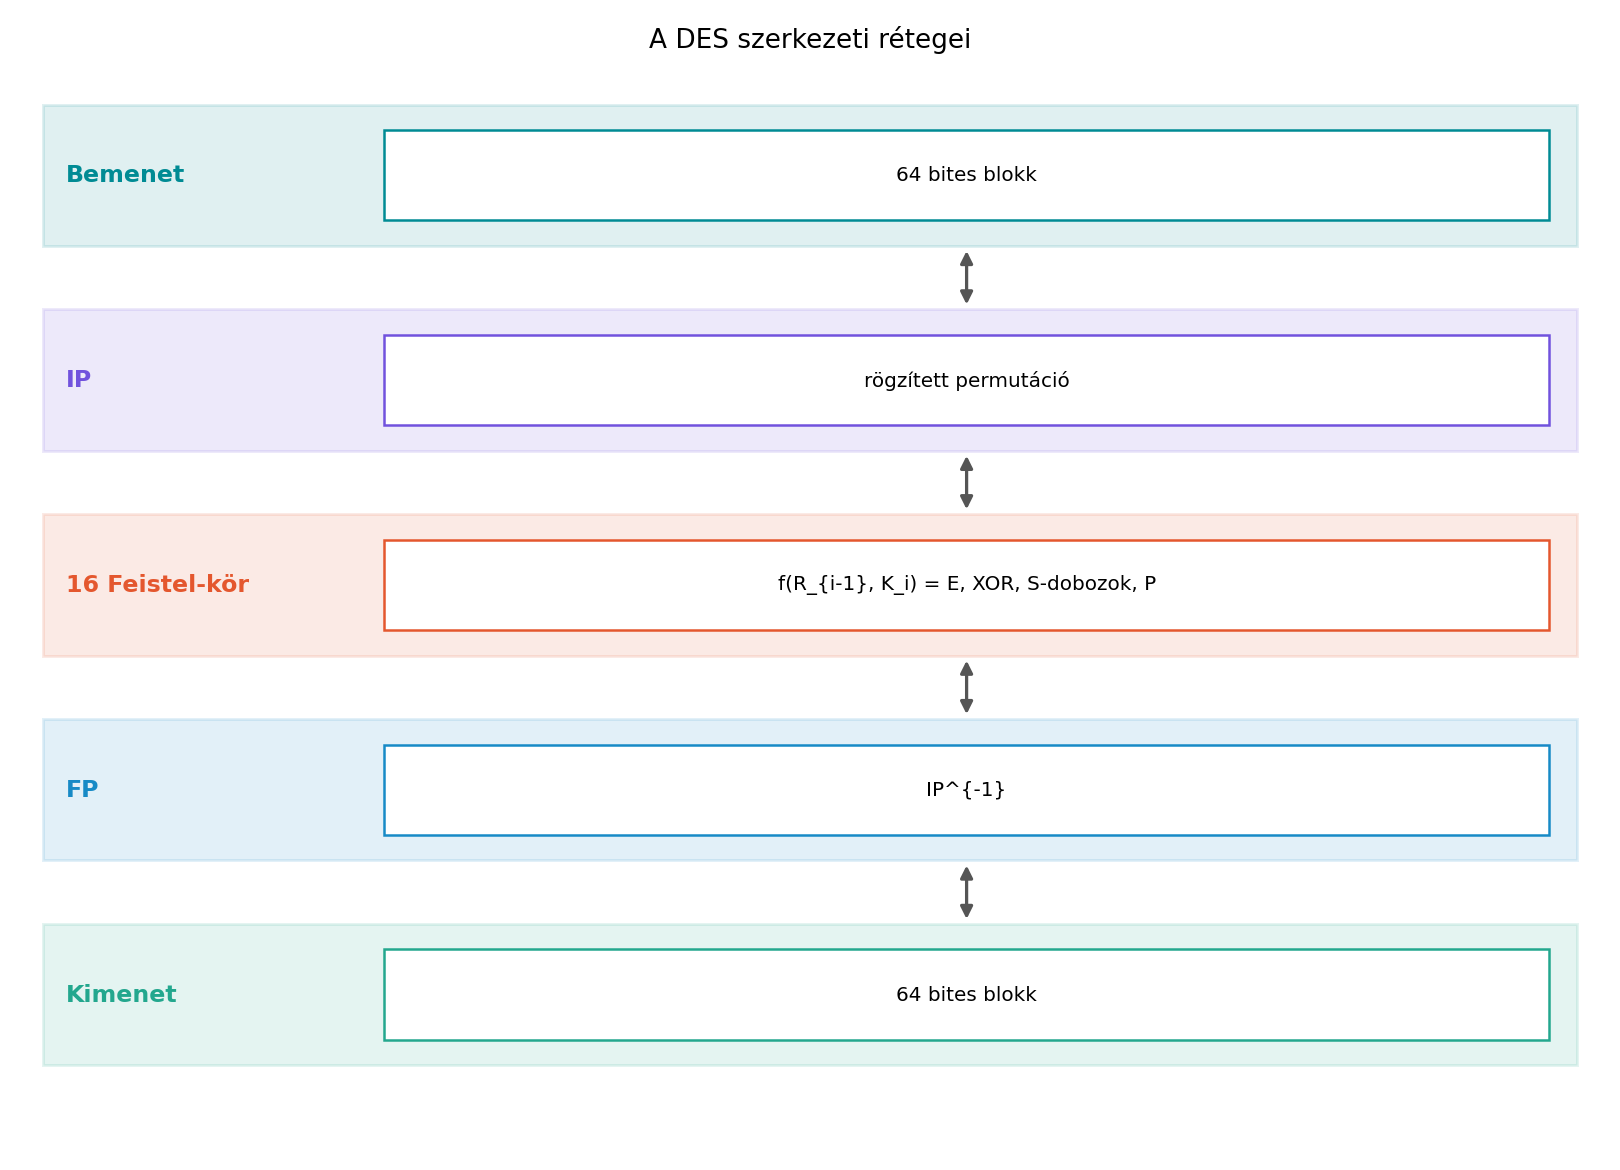 A DES szerkezeti rétegei
Bemenet
64 bites blokk
IP
rögzített permutáció
16 Feistel-kör
f(R_{i-1}, K_i) = E, XOR, S-dobozok, P
FP
IP^{-1}
Kimenet
64 bites blokk